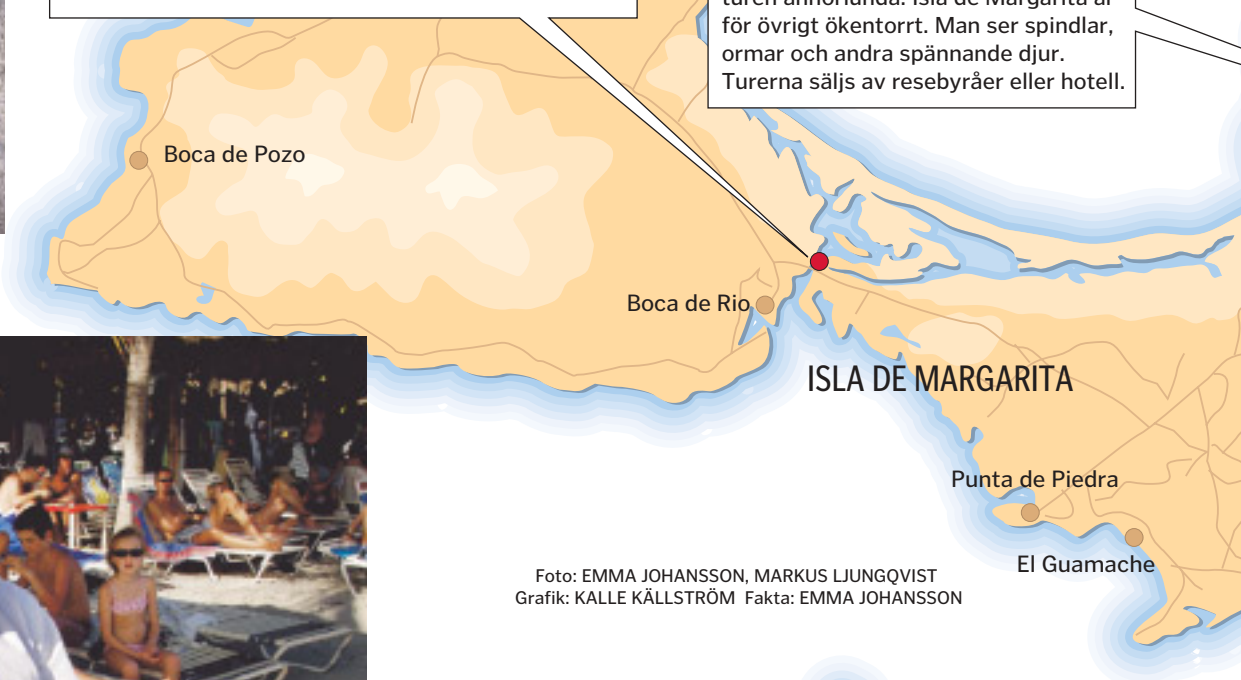 för övrigt ökentorrt. Man ser spindlar,
ormar och andra spännande djur.
Turerna säljs av resebyråer eller hotell.
Boca de Pozo
Boca de Rio
ISLA DE MARGARITA
Punta de Piedra
El Guamache
Foto: EMMA JOHANSSON, MARKUS LJUNGQVIST
Grafik: KALLE KÄLLSTRÖM Fakta: EMMA JOHANSSON